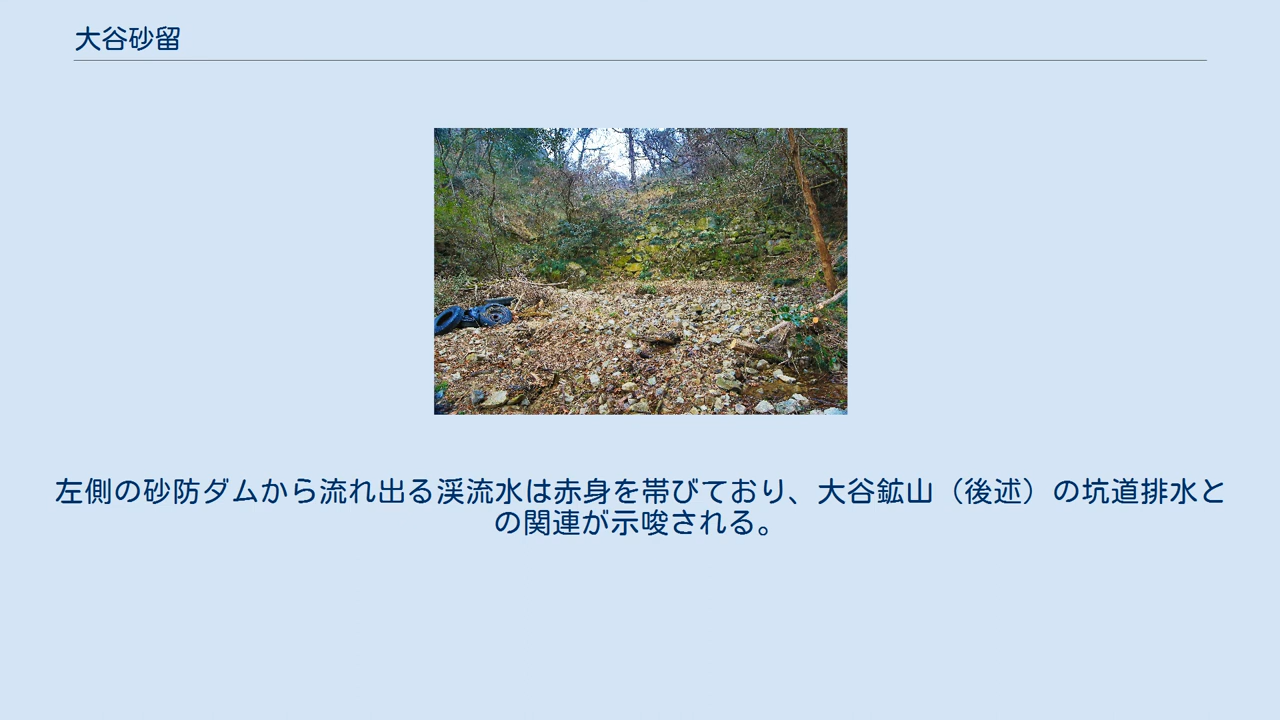 大谷砂留
左側の砂防ダムから流れ出る渓流水は赤身を帯びており、大谷鉱山（後述）の坑道排水と
の関連が示唆される。